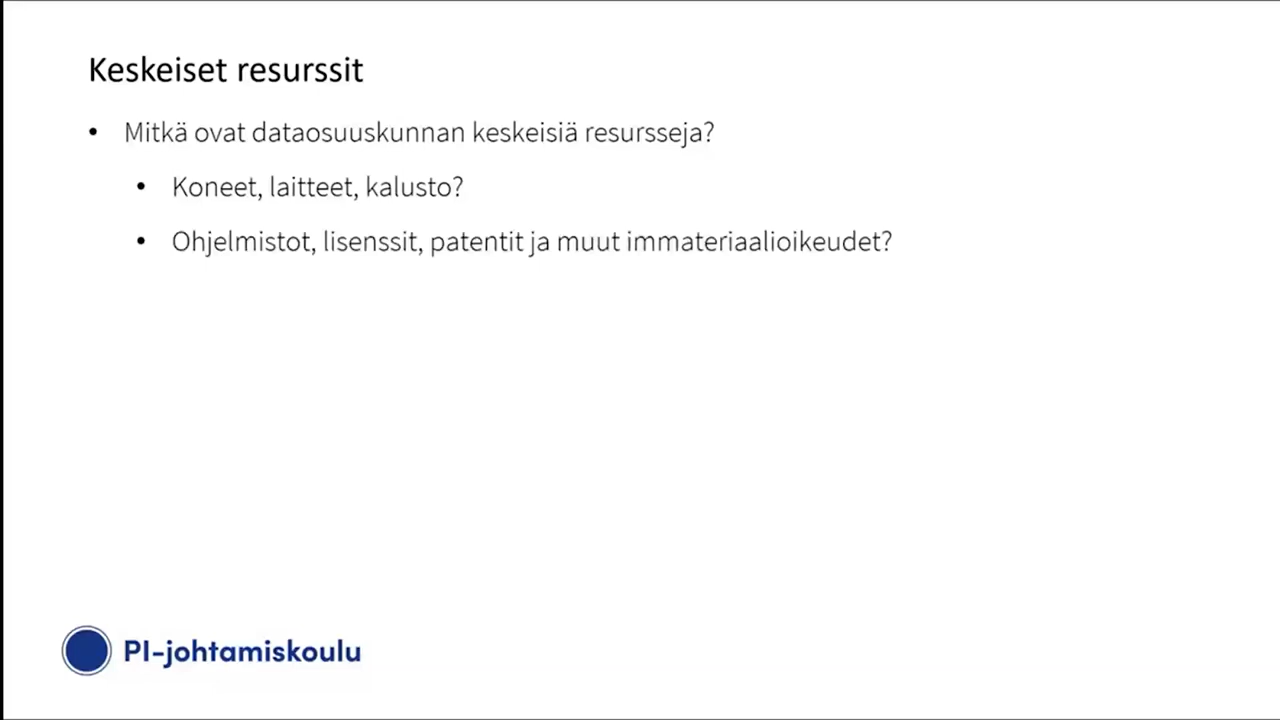 Keskeiset resurssit
• Mitkä ovat dataosuuskunnan keskeisiä resursseja?
• Koneet, laitteet, kalusto?
• Ohjelmistot, lisenssit, patentit ja muut immateriaalioikeudet?
PI-johtamiskoulu